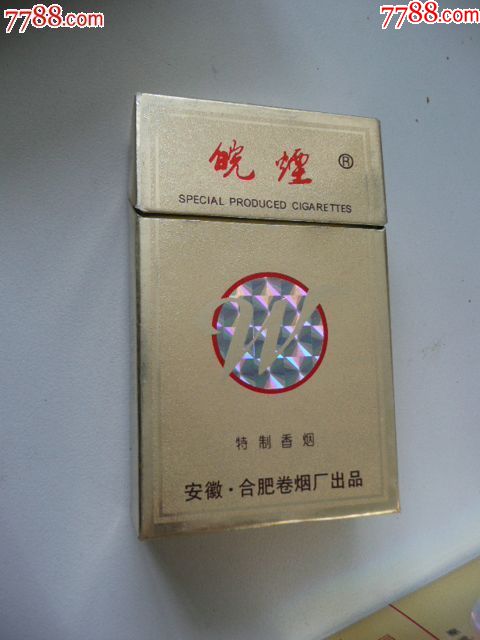 7788.com 7788.com
皖煙®
SPECIAL PRODUCED CIGARETTES
W
特制香烟
安徽·合肥卷烟厂出品